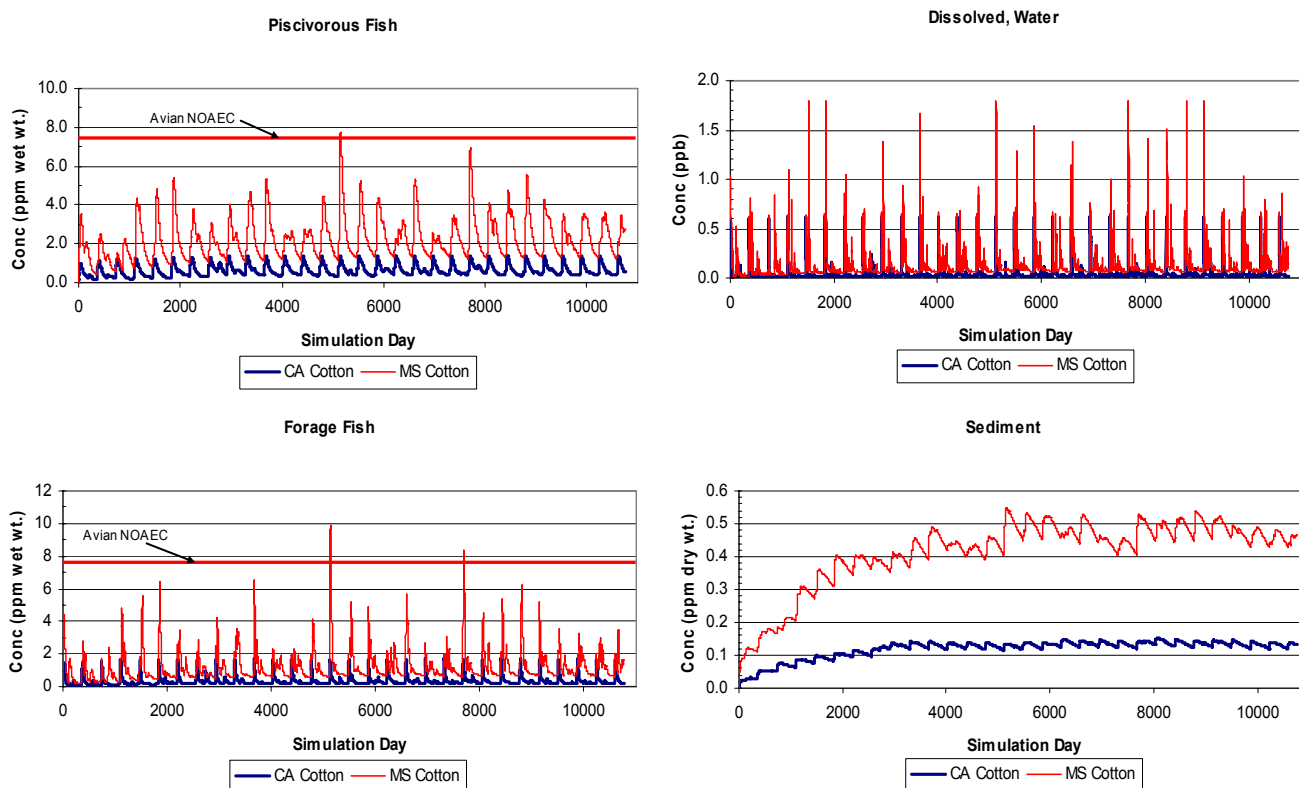 Piscivorous Fish
Conc (ppm wet wt.)
10.0
8.0
6.0
4.0
2.0
0.0
Avian NOAEC
0 2000 4000 6000 8000 10000
Simulation Day
CA Cotton MS Cotton
Dissolved, Water
Conc (ppb)
2.0
1.5
1.0
0.5
0.0
0 2000 4000 6000 8000 10000
Simulation Day
CA Cotton MS Cotton
Forage Fish
Conc (ppm wet wt.)
12
10
8
6
4
2
0
Avian NOAEC
0 2000 4000 6000 8000 10000
Simulation Day
CA Cotton MS Cotton
Sediment
Conc (ppm dry wt.)
0.6
0.5
0.4
0.3
0.2
0.1
0.0
0 2000 4000 6000 8000 10000
Simulation Day
CA Cotton MS Cotton